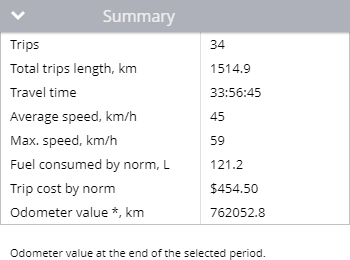 Summary
Trips 34
Total trips length, km 1514.9
Travel time 33:56:45
Average speed, km/h 45
Max. speed, km/h 59
Fuel consumed by norm, L 121.2
Trip cost by norm $454.50
Odometer value *, km 762052.8
Odometer value at the end of the selected period.